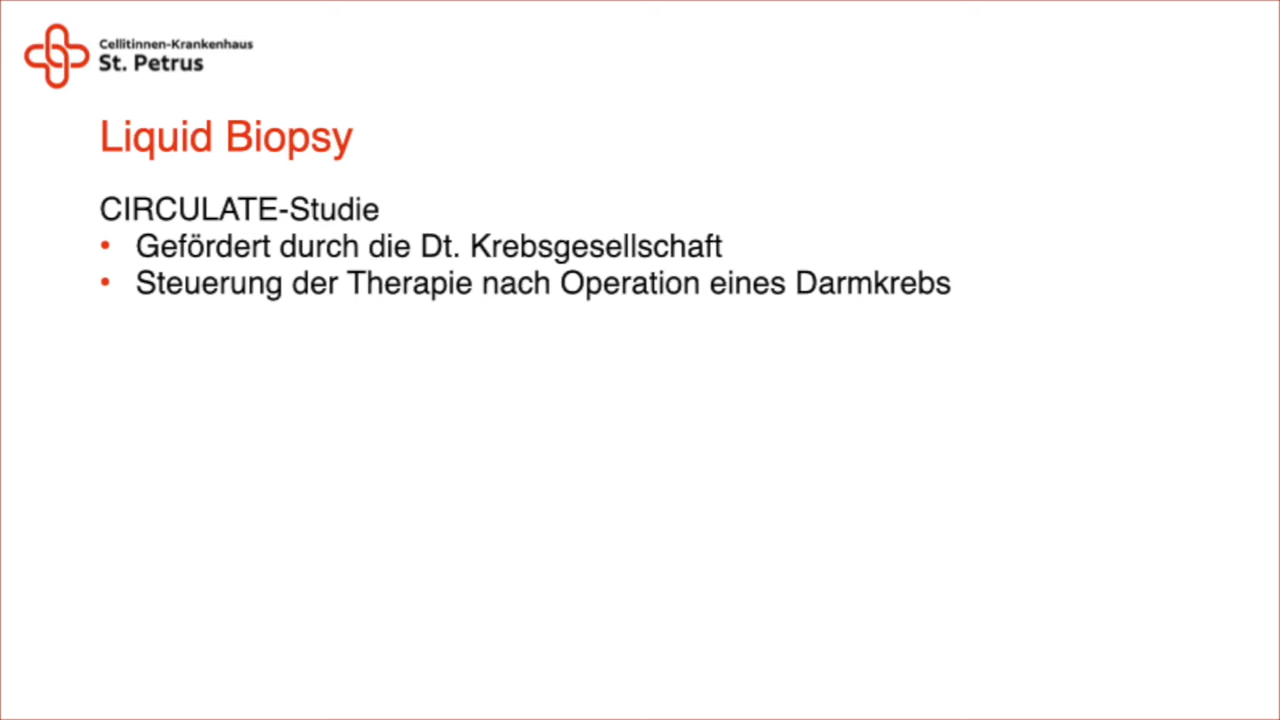 Cellitinnen-Krankenhaus
St. Petrus
Liquid Biopsy
CIRCULATE-Studie
• Gefördert durch die Dt. Krebsgesellschaft
• Steuerung der Therapie nach Operation eines Darmkrebs